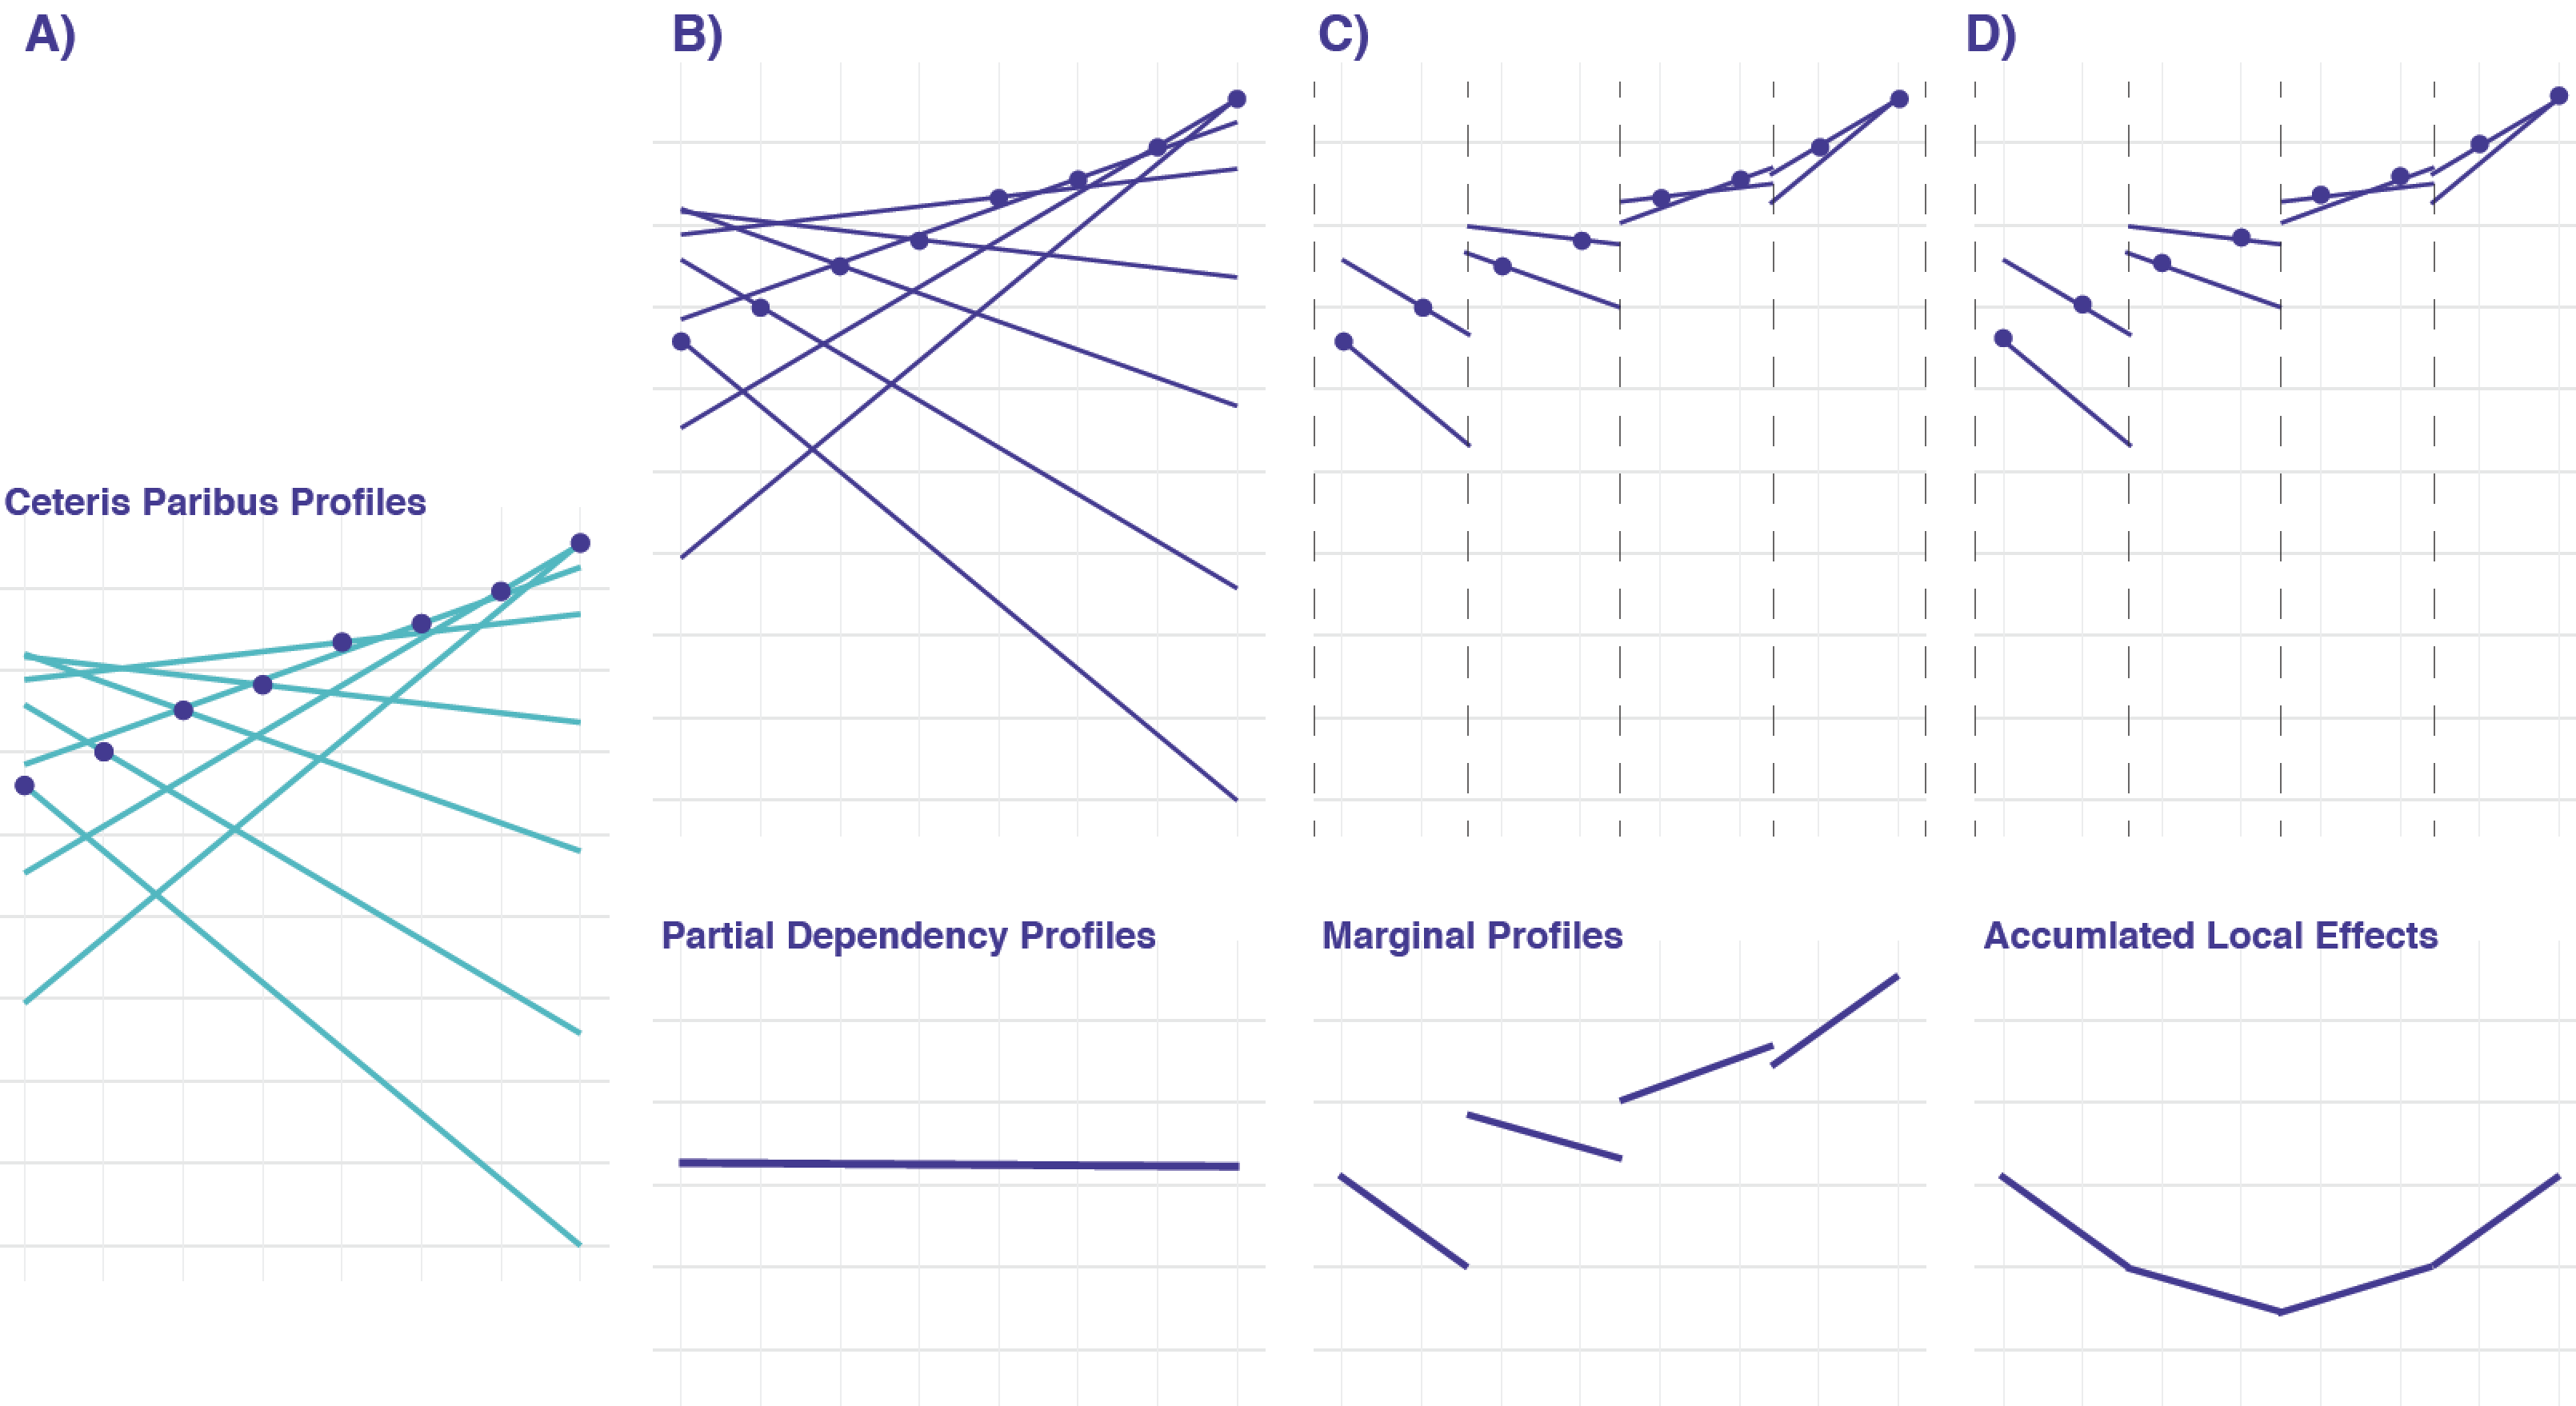 A)
B)
C)
D)
Ceteris Paribus Profiles
Partial Dependency Profiles
Marginal Profiles
Accumlated Local Effects